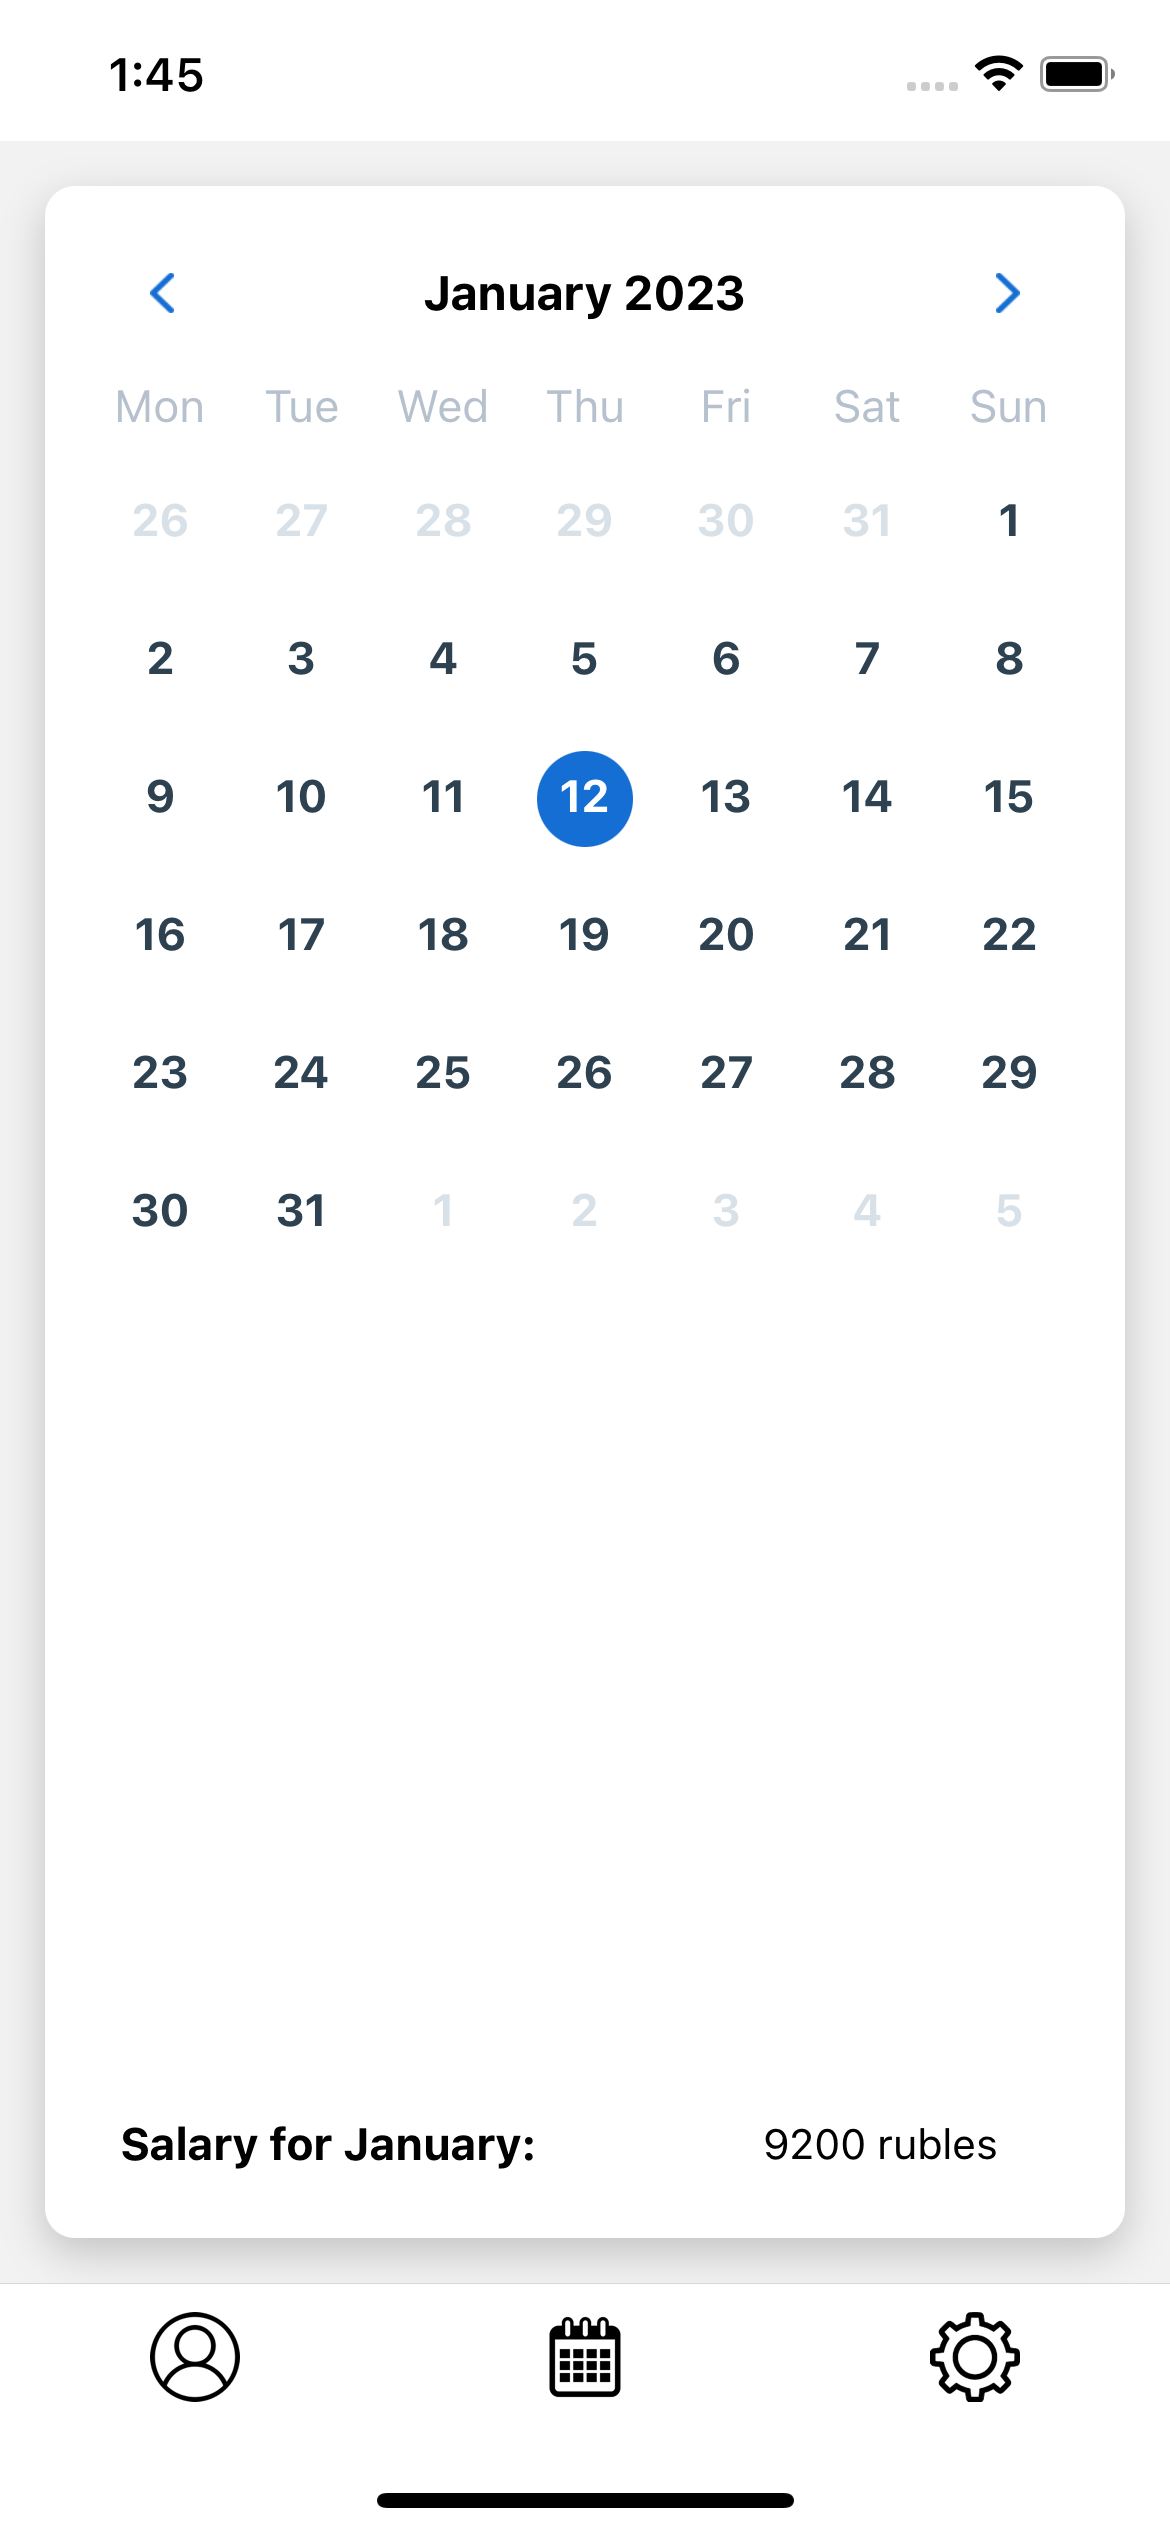 1:45
January 2023
Mon Tue Wed Thu Fri Sat Sun
26 27 28 29 30 31 1
2 3 4 5 6 7 8
9 10 11 12 13 14 15
16 17 18 19 20 21 22
23 24 25 26 27 28 29
30 31 1 2 3 4 5
Salary for January: 9200 rubles